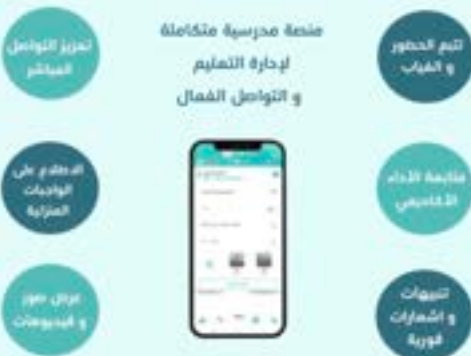 منصة مدرسية متكاملة
لإدارة التعليم
و التواصل الفعال
تتبع الحضور
و الغياب
تعزيز التواصل
المباشر
متابعة الأداء
الأكاديمي
الاطلاع على
الواجبات
المنزلية
تنبيهات
و اشعارات
فورية
عرض صور
و فيديوهات